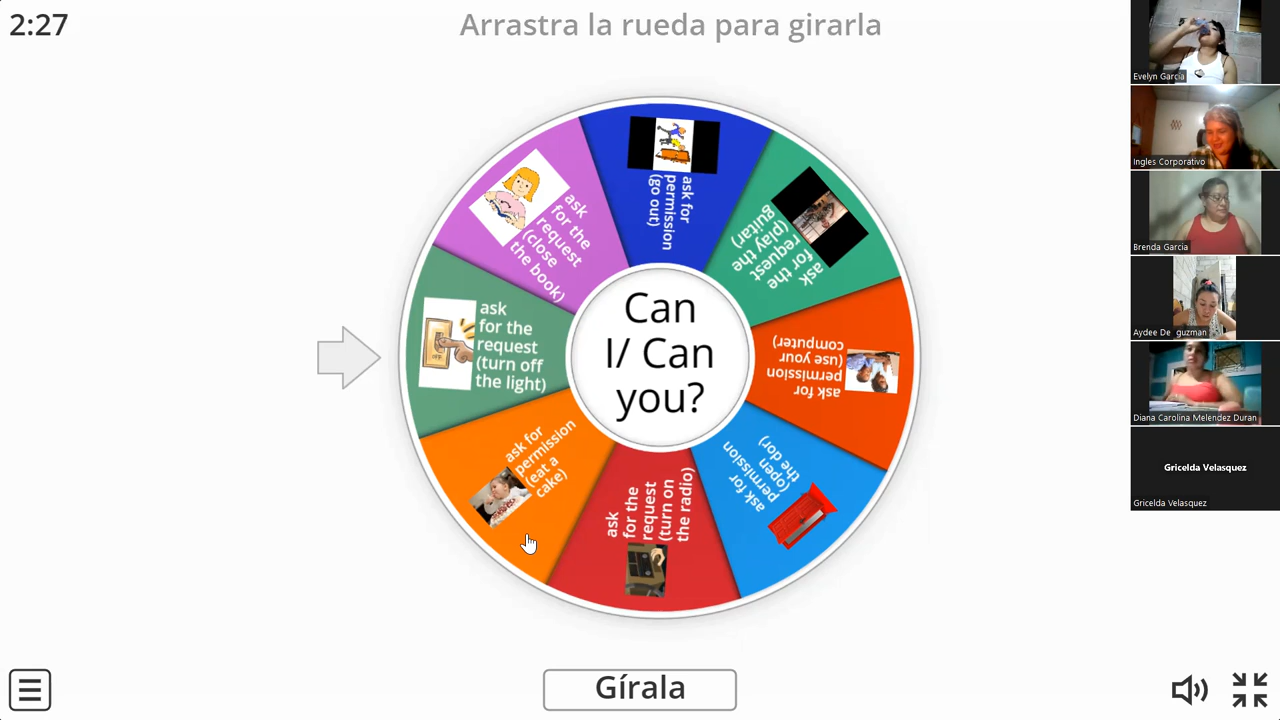 2:27
Arrastra la rueda para girarla
ask for
permission
(go out)
ask
for the
request
(play the
guitar)
ask for
permission
(use your
computer)
ask for
permission
(open
the dor)
ask
for the
request
(turn on
the radio)
ask for
permission
(eat a
cake)
ask
for the
request
(turn off
the light)
ask
for the
request
(close
the book)
Can
I/ Can
you?
Gírala
Evelyn García
Ingles Corporativo
Brenda Garcia
Aydee De guzman
Diana Carolina Melendez Duran
Gricelda Velasquez
Gricelda Velasquez